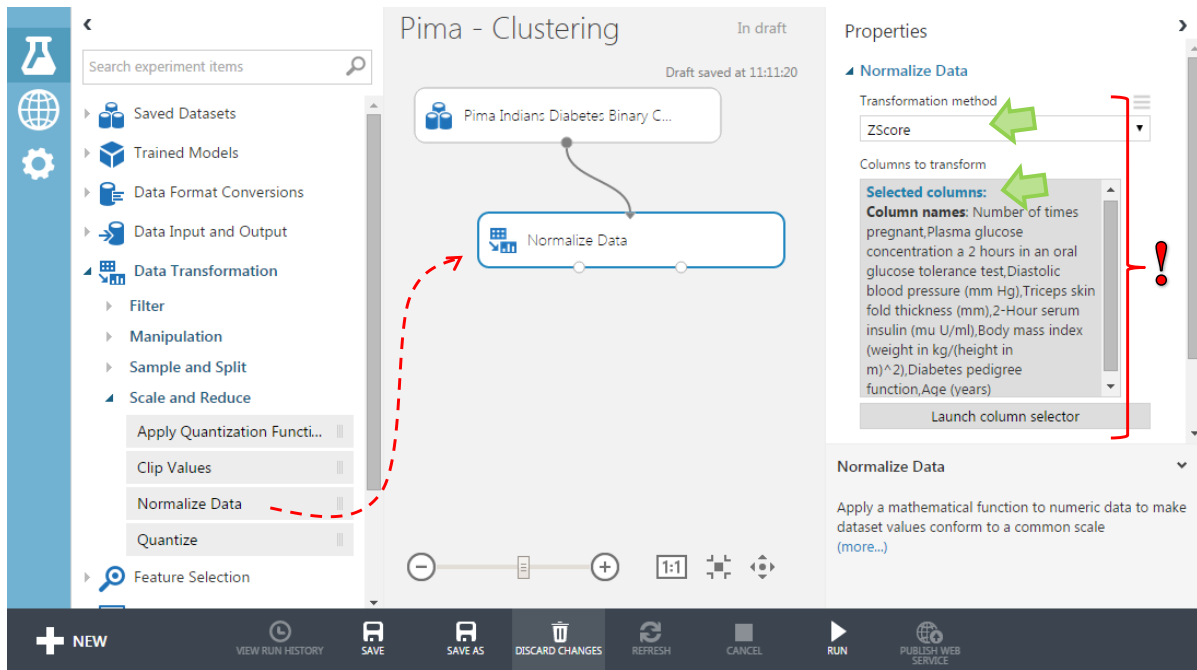 Search experiment items
Saved Datasets
Trained Models
Data Format Conversions
Data Input and Output
Data Transformation
Filter
Manipulation
Sample and Split
Scale and Reduce
Apply Quantization Functi...
Clip Values
Normalize Data
Quantize
Feature Selection
Pima - Clustering
In draft
Draft saved at 11:11:20
Pima Indians Diabetes Binary C...
Normalize Data
1:1
Properties
Normalize Data
Transformation method
ZScore
Columns to transform
Selected columns:
Column names: Number of times
pregnant,Plasma glucose
concentration a 2 hours in an oral
glucose tolerance test,Diastolic
blood pressure (mm Hg),Triceps skin
fold thickness (mm),2-Hour serum
insulin (mu U/ml),Body mass index
(weight in kg/(height in
m)^2),Diabetes pedigree
function,Age (years)
Launch column selector
!
Normalize Data
Apply a mathematical function to numeric data to make
dataset values conform to a common scale
(more...)
NEW
VIEW RUN HISTORY
SAVE
SAVE AS
DISCARD CHANGES
REFRESH
CANCEL
RUN
PUBLISH WEB
SERVICE